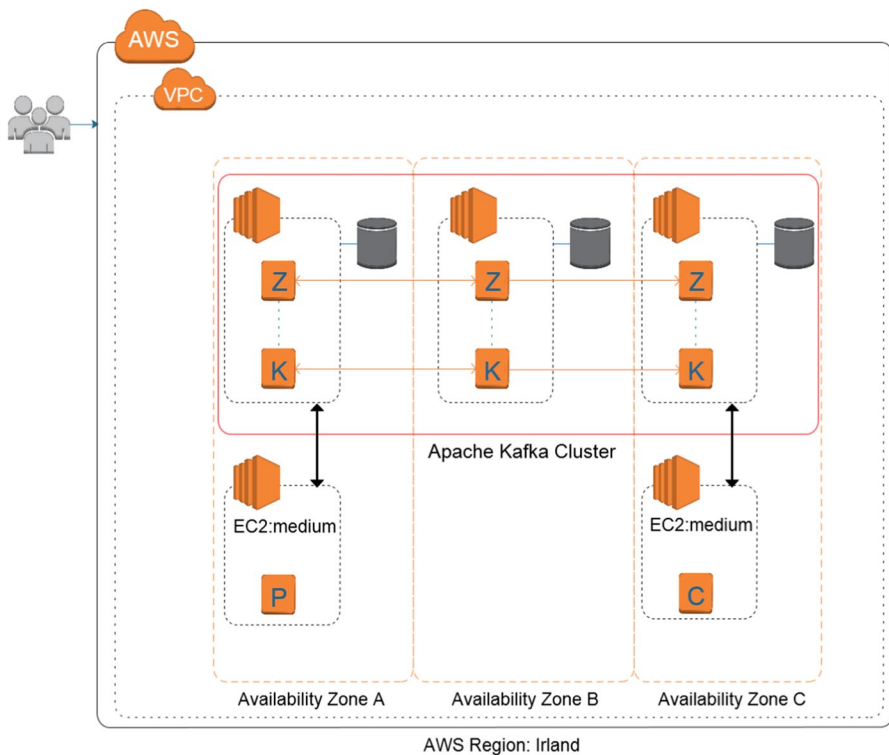 AWS
VPC
Z
Z
Z
K
K
K
Apache Kafka Cluster
EC2:medium
EC2:medium
P
C
Availability Zone A
Availability Zone B
Availability Zone C
AWS Region: Irland